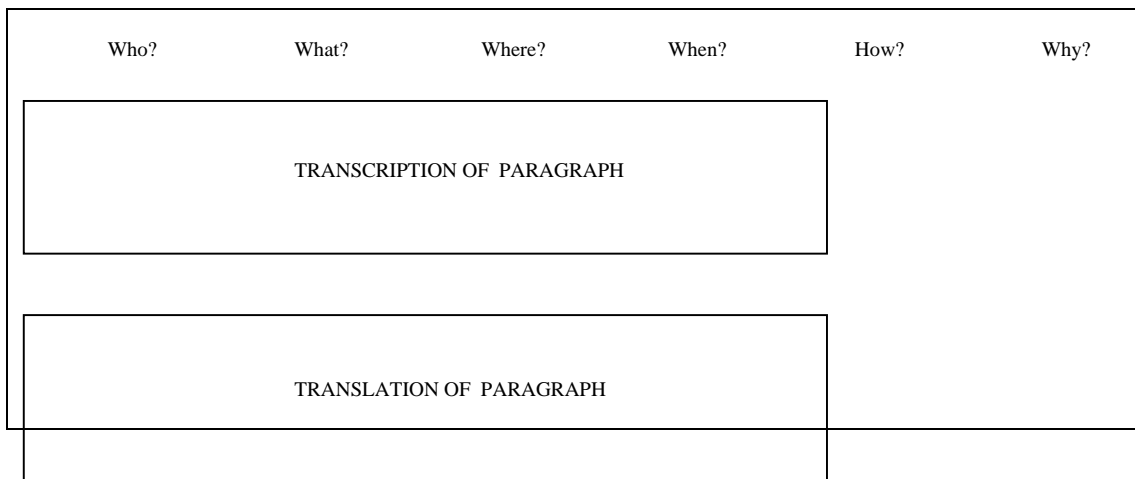 Who? What? Where? When? How? Why?
TRANSCRIPTION OF PARAGRAPH
TRANSLATION OF PARAGRAPH